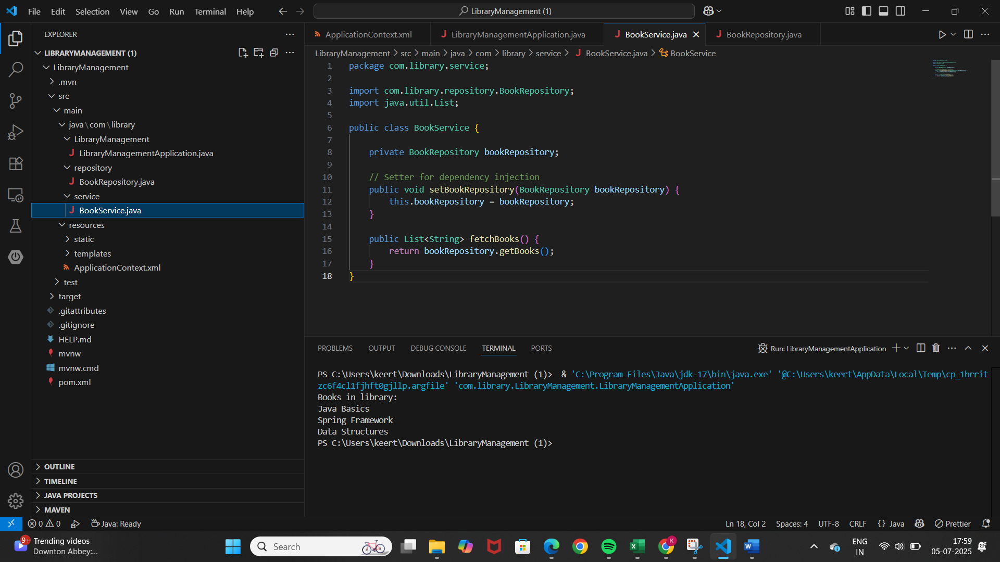 File Edit Selection View Go Run Terminal Help
LibraryManagement (1)
EXPLORER
LIBRARYMANAGEMENT (1)
LibraryManagement
.mvn
src
main
java\com\library
LibraryManagement
LibraryManagementApplication.java
repository
BookRepository.java
service
BookService.java
resources
static
templates
ApplicationContext.xml
test
target
.gitattributes
.gitignore
HELP.md
mvnw
mvnw.cmd
pom.xml
OUTLINE
TIMELINE
JAVA PROJECTS
MAVEN
ApplicationContext.xml LibraryManagementApplication.java BookService.java BookRepository.java
LibraryManagement > src > main > java > com > library > service > BookService.java > BookService
1 package com.library.service;
2
3 import com.library.repository.BookRepository;
4 import java.util.List;
5
6 public class BookService {
7
8 private BookRepository bookRepository;
9
10 // Setter for dependency injection
11 public void setBookRepository(BookRepository bookRepository) {
12 this.bookRepository = bookRepository;
13 }
14
15 public List<String> fetchBooks() {
16 return bookRepository.getBooks();
17 }
18 }
PROBLEMS OUTPUT DEBUG CONSOLE TERMINAL PORTS
Run: LibraryManagementApplication
PS C:\Users\keert\Downloads\LibraryManagement (1)> & 'C:\Program Files\Java\jdk-17\bin\java.exe' '@C:\Users\keert\AppData\Local\Temp\cp_1brrit
zc6f4cl1fjhft0gjllp.argfile' 'com.library.LibraryManagement.LibraryManagementApplication'
Books in library:
Java Basics
Spring Framework
Data Structures
PS C:\Users\keert\Downloads\LibraryManagement (1)>
0 0 Java: Ready
Ln 18, Col 2 Spaces: 4 UTF-8 CRLF {} Java Prettier
9+
Trending videos
Downton Abbey:...
Search
K
ENG
IN
17:59
05-07-2025